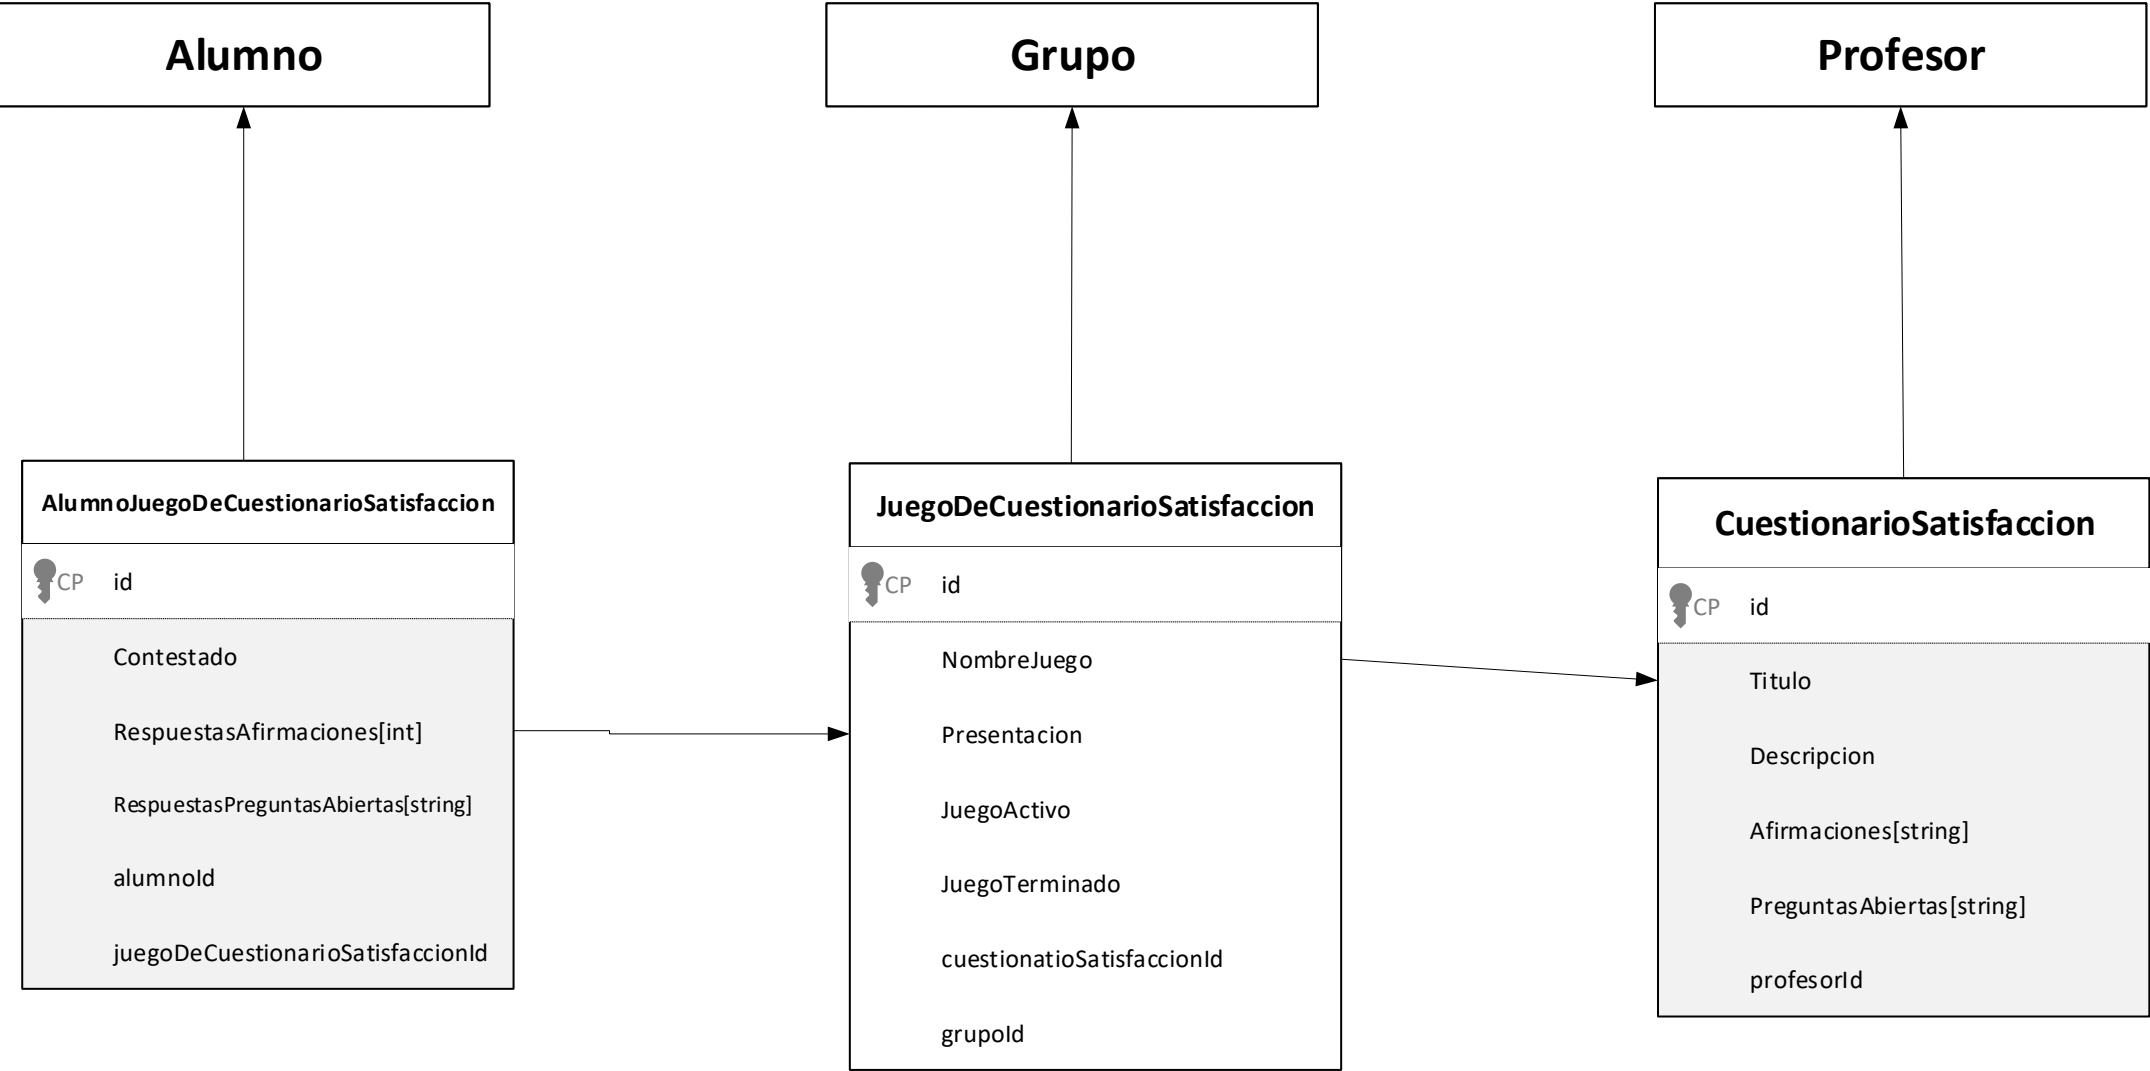 Alumno
Grupo
Profesor
AlumnoJuegoDeCuestionarioSatisfaccion
CP id
Contestado
RespuestasAfirmaciones[int]
RespuestasPreguntasAbiertas[string]
alumnoId
juegoDeCuestionarioSatisfaccionId
JuegoDeCuestionarioSatisfaccion
CP id
NombreJuego
Presentacion
JuegoActivo
JuegoTerminado
cuestionatioSatisfaccionId
grupoId
CuestionarioSatisfaccion
CP id
Titulo
Descripcion
Afirmaciones[string]
PreguntasAbiertas[string]
profesorId